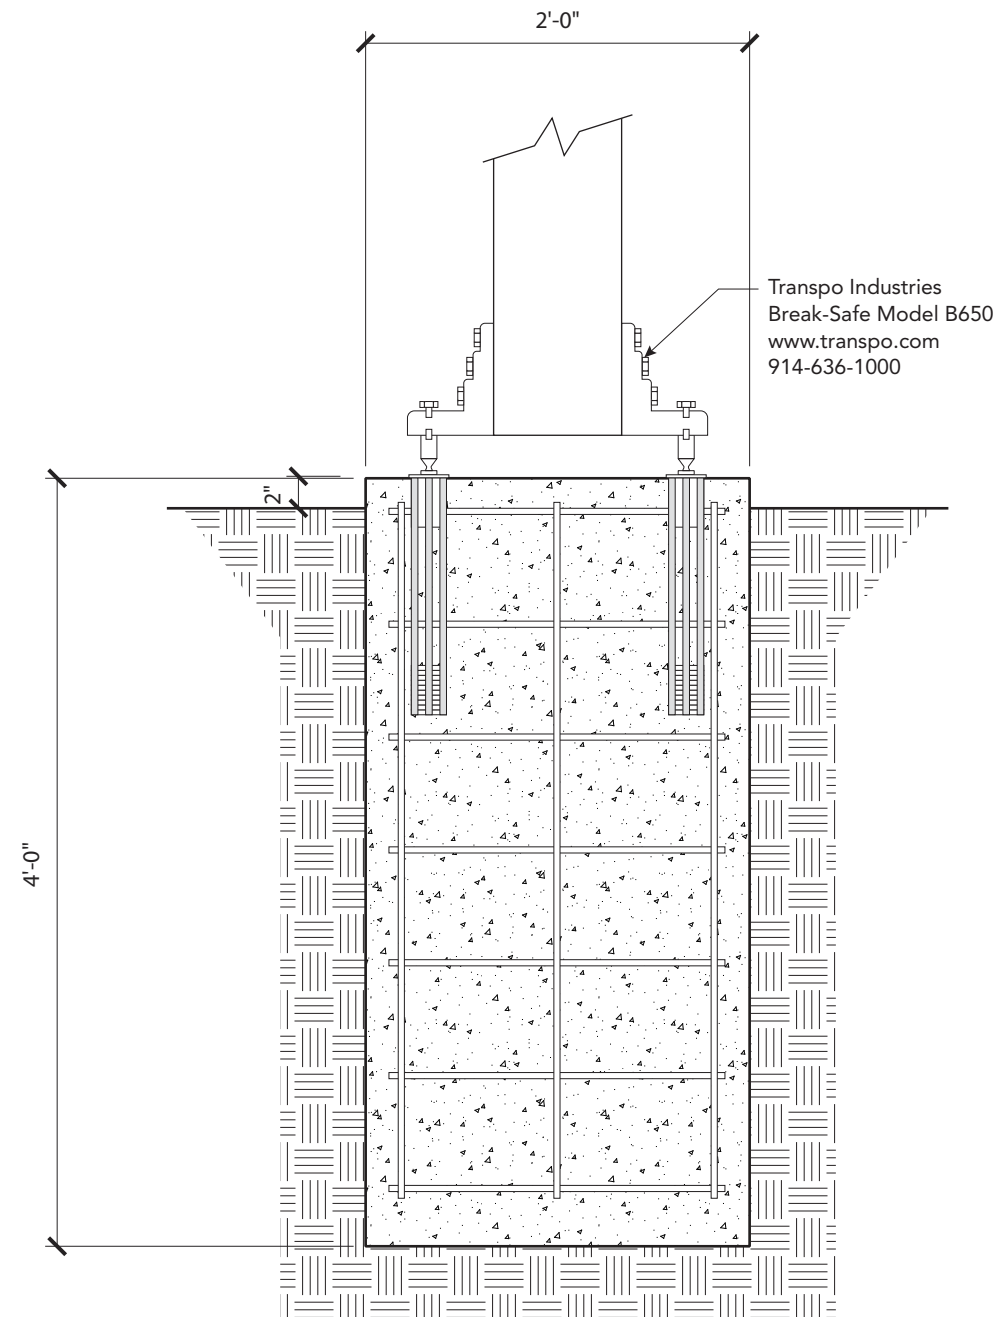 2'-0"
Transpo Industries
Break-Safe Model B650
www.transpo.com
914-636-1000
2"
4'-0"